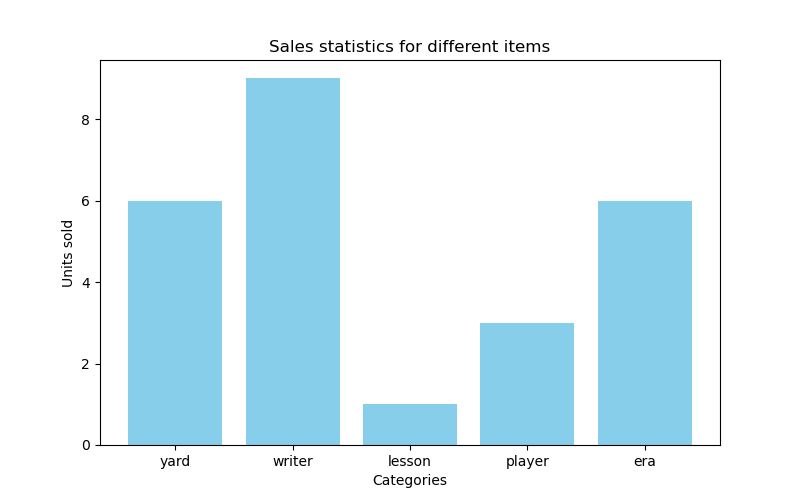 Sales statistics for different items
Units sold
8
6
4
2
0
yard writer lesson player era
Categories